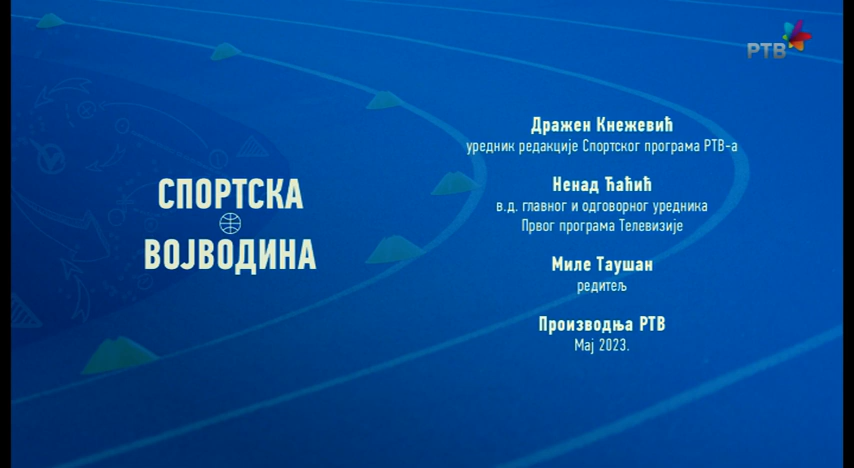 РТВ
СПОРТСКА
ВОЈВОДИНА
Дражен Кнежевић
уредник редакције Спортског програма РТВ-а
Ненад Ћаћић
в.д. главног и одговорног уредника
Првог програма Телевизије
Миле Таушан
редитељ
Производња РТВ
Мај 2023.